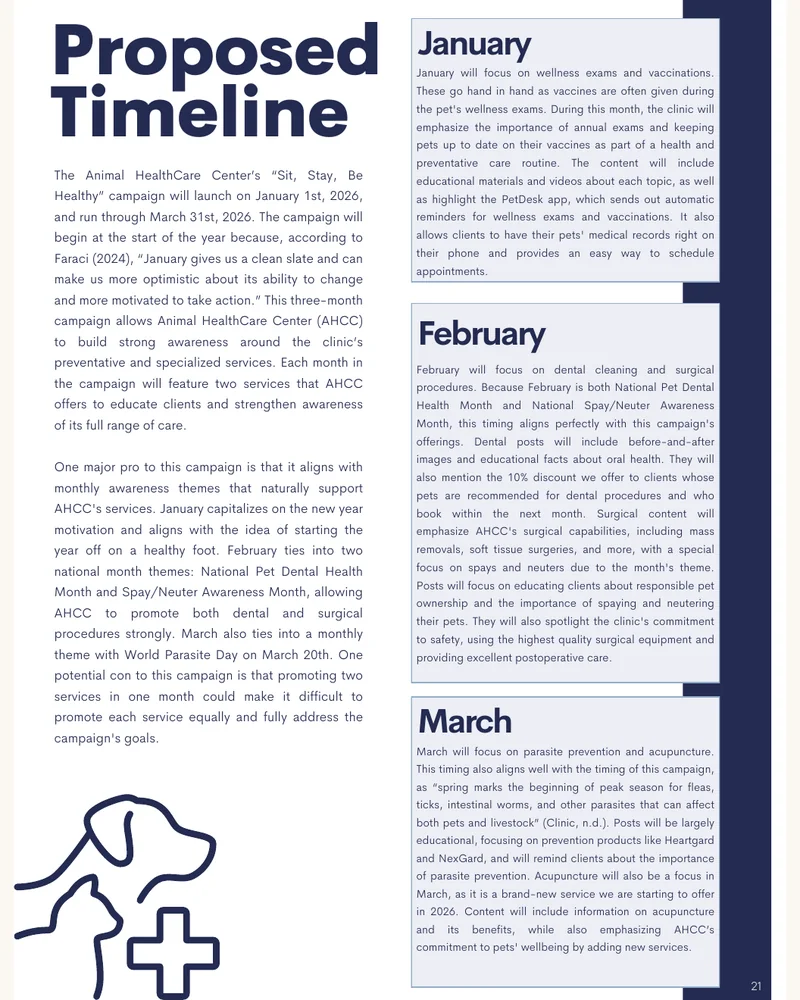 Proposed
Timeline
The Animal HealthCare Center’s “Sit, Stay, Be
Healthy” campaign will launch on January 1st, 2026,
and run through March 31st, 2026. The campaign will
begin at the start of the year because, according to
Faraci (2024), “January gives us a clean slate and can
make us more optimistic about its ability to change
and more motivated to take action.” This three-month
campaign allows Animal HealthCare Center (AHCC)
to build strong awareness around the clinic’s
preventative and specialized services. Each month in
the campaign will feature two services that AHCC
offers to educate clients and strengthen awareness
of its full range of care.
One major pro to this campaign is that it aligns with
monthly awareness themes that naturally support
AHCC's services. January capitalizes on the new year
motivation and aligns with the idea of starting the
year off on a healthy foot. February ties into two
national month themes: National Pet Dental Health
Month and Spay/Neuter Awareness Month, allowing
AHCC to promote both dental and surgical
procedures strongly. March also ties into a monthly
theme with World Parasite Day on March 20th. One
potential con to this campaign is that promoting two
services in one month could make it difficult to
promote each service equally and fully address the
campaign's goals.
January
January will focus on wellness exams and vaccinations.
These go hand in hand as vaccines are often given during
the pet's wellness exams. During this month, the clinic will
emphasize the importance of annual exams and keeping
pets up to date on their vaccines as part of a health and
preventative care routine. The content will include
educational materials and videos about each topic, as well
as highlight the PetDesk app, which sends out automatic
reminders for wellness exams and vaccinations. It also
allows clients to have their pets' medical records right on
their phone and provides an easy way to schedule
appointments.
February
February will focus on dental cleaning and surgical
procedures. Because February is both National Pet Dental
Health Month and National Spay/Neuter Awareness
Month, this timing aligns perfectly with this campaign's
offerings. Dental posts will include before-and-after
images and educational facts about oral health. They will
also mention the 10% discount we offer to clients whose
pets are recommended for dental procedures and who
book within the next month. Surgical content will
emphasize AHCC's surgical capabilities, including mass
removals, soft tissue surgeries, and more, with a special
focus on spays and neuters due to the month's theme.
Posts will focus on educating clients about responsible pet
ownership and the importance of spaying and neutering
their pets. They will also spotlight the clinic's commitment
to safety, using the highest quality surgical equipment and
providing excellent postoperative care.
March
March will focus on parasite prevention and acupuncture.
This timing also aligns well with the timing of this campaign,
as “spring marks the beginning of peak season for fleas,
ticks, intestinal worms, and other parasites that can affect
both pets and livestock” (Clinic, n.d.). Posts will be largely
educational, focusing on prevention products like Heartgard
and NexGard, and will remind clients about the importance
of parasite prevention. Acupuncture will also be a focus in
March, as it is a brand-new service we are starting to offer
in 2026. Content will include information on acupuncture
and its benefits, while also emphasizing AHCC’s
commitment to pets' wellbeing by adding new services.
21